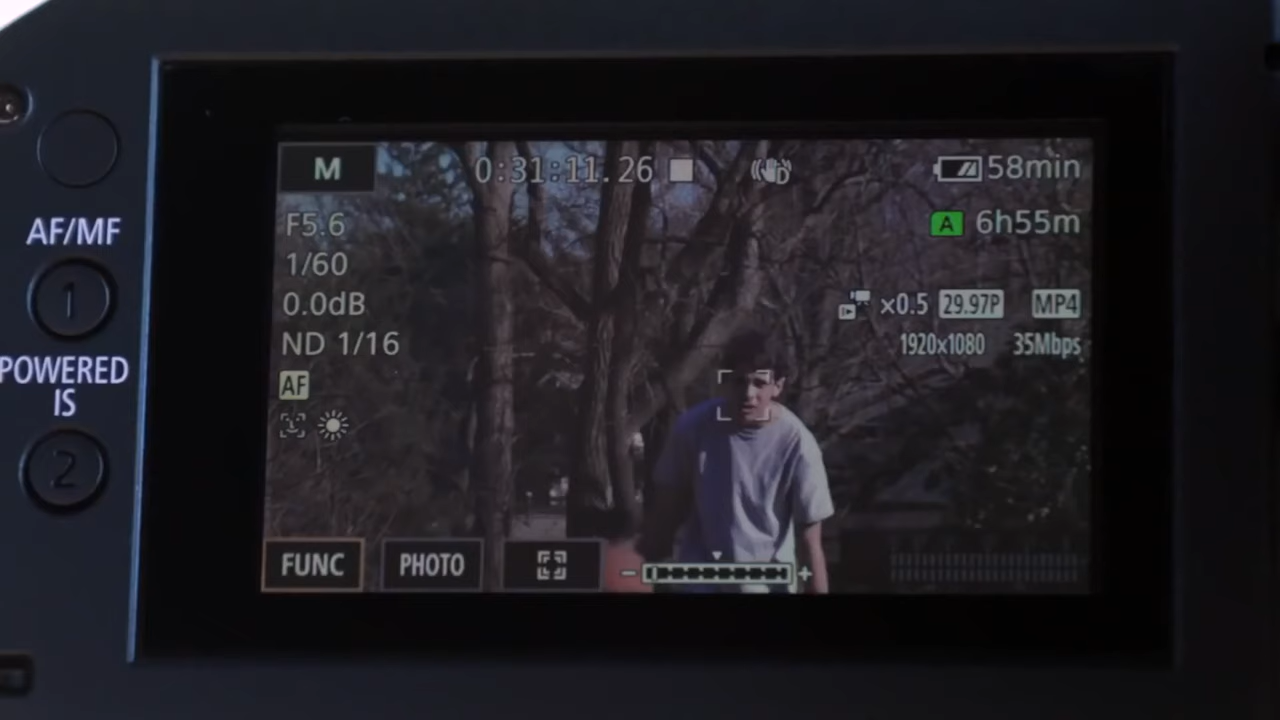 M 0:31:11.26 58min
AF/MF F5.6 A 6h55m
1 1/60
0.0dB ×0.5 29.97P MP4
ND 1/16 1920x1080 35Mbps
POWERED
IS AF
2
FUNC PHOTO - +